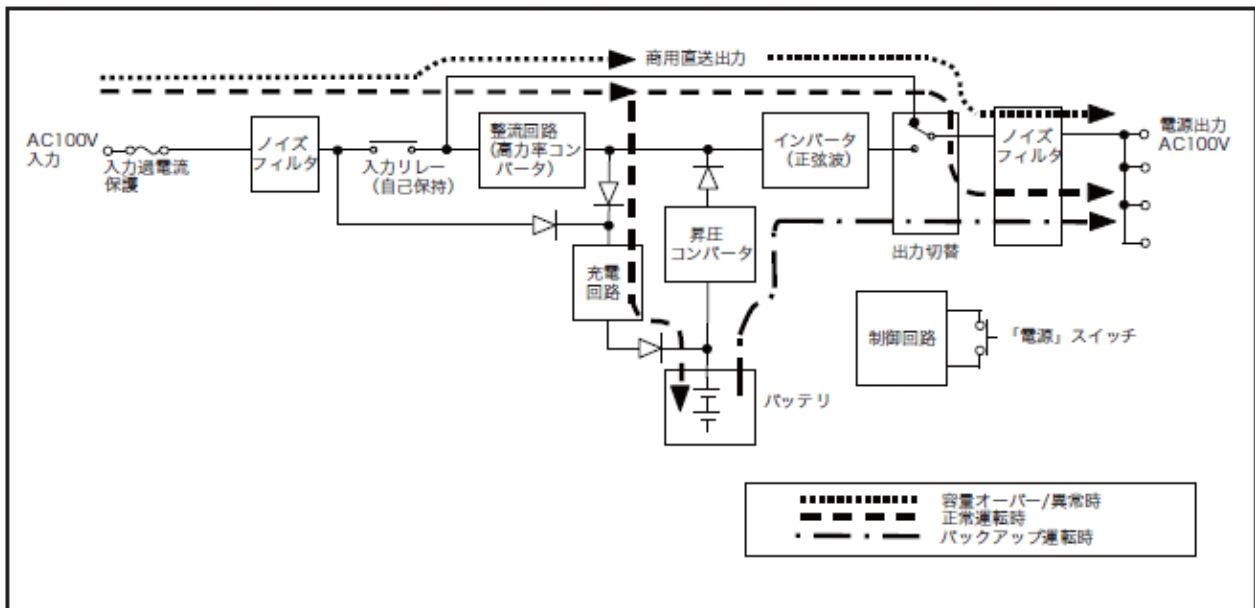 商用直送出力
AC100V
入力
入力過電流
保護
ノイズ
フィルタ
入力リレー
(自己保持)
整流回路
(高力率コン
バータ)
インバータ
(正弦波)
ノイズ
フィルタ
電源出力
AC100V
充電
回路
昇圧
コンバータ
出力切替
制御回路
「電源」スイッチ
バッテリ
容量オーバー/異常時
正常運転時
バックアップ運転時